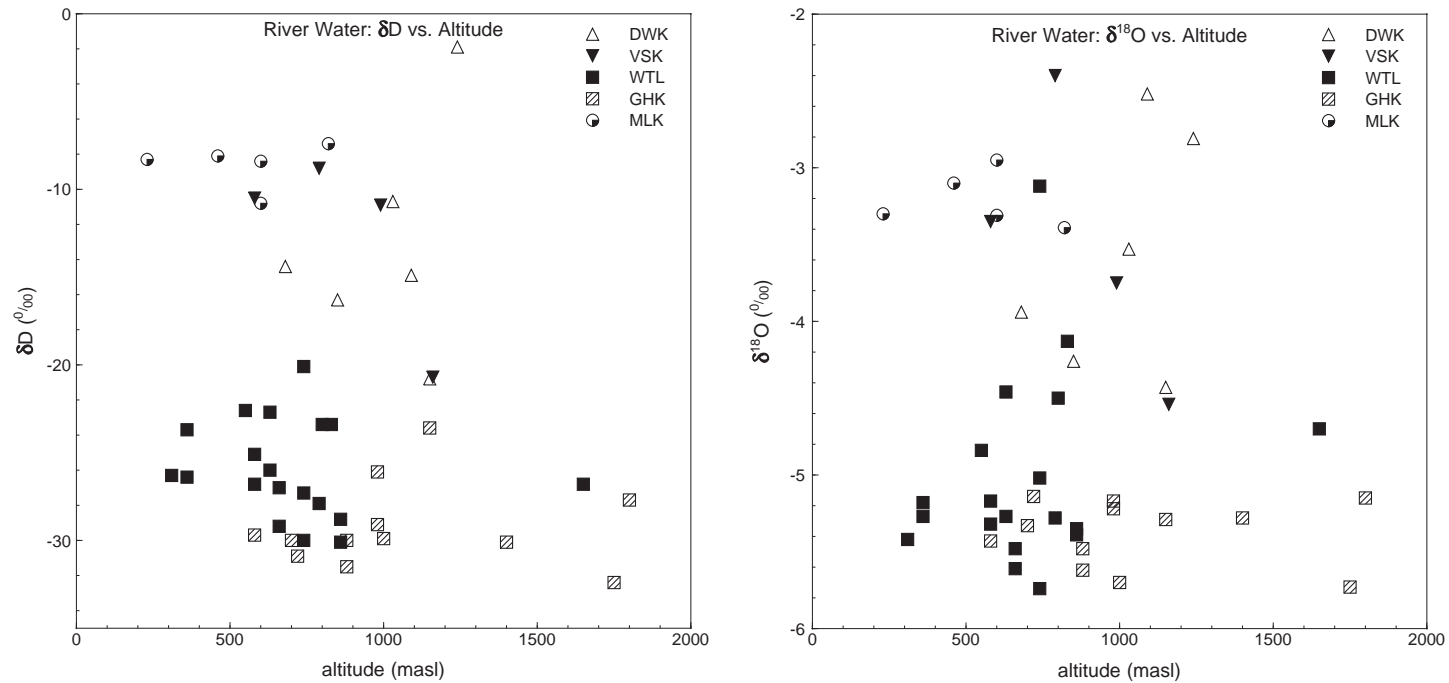 River Water: δD vs. Altitude
DWK
VSK
WTL
GHK
MLK
0
-10
-20
-30
δD (⁰/₀₀)
0
500
1000
1500
2000
altitude (masl)
River Water: δ¹⁸O vs. Altitude
DWK
VSK
WTL
GHK
MLK
-2
-3
-4
-5
-6
δ¹⁸O (⁰/₀₀)
0
500
1000
1500
2000
altitude (masl)